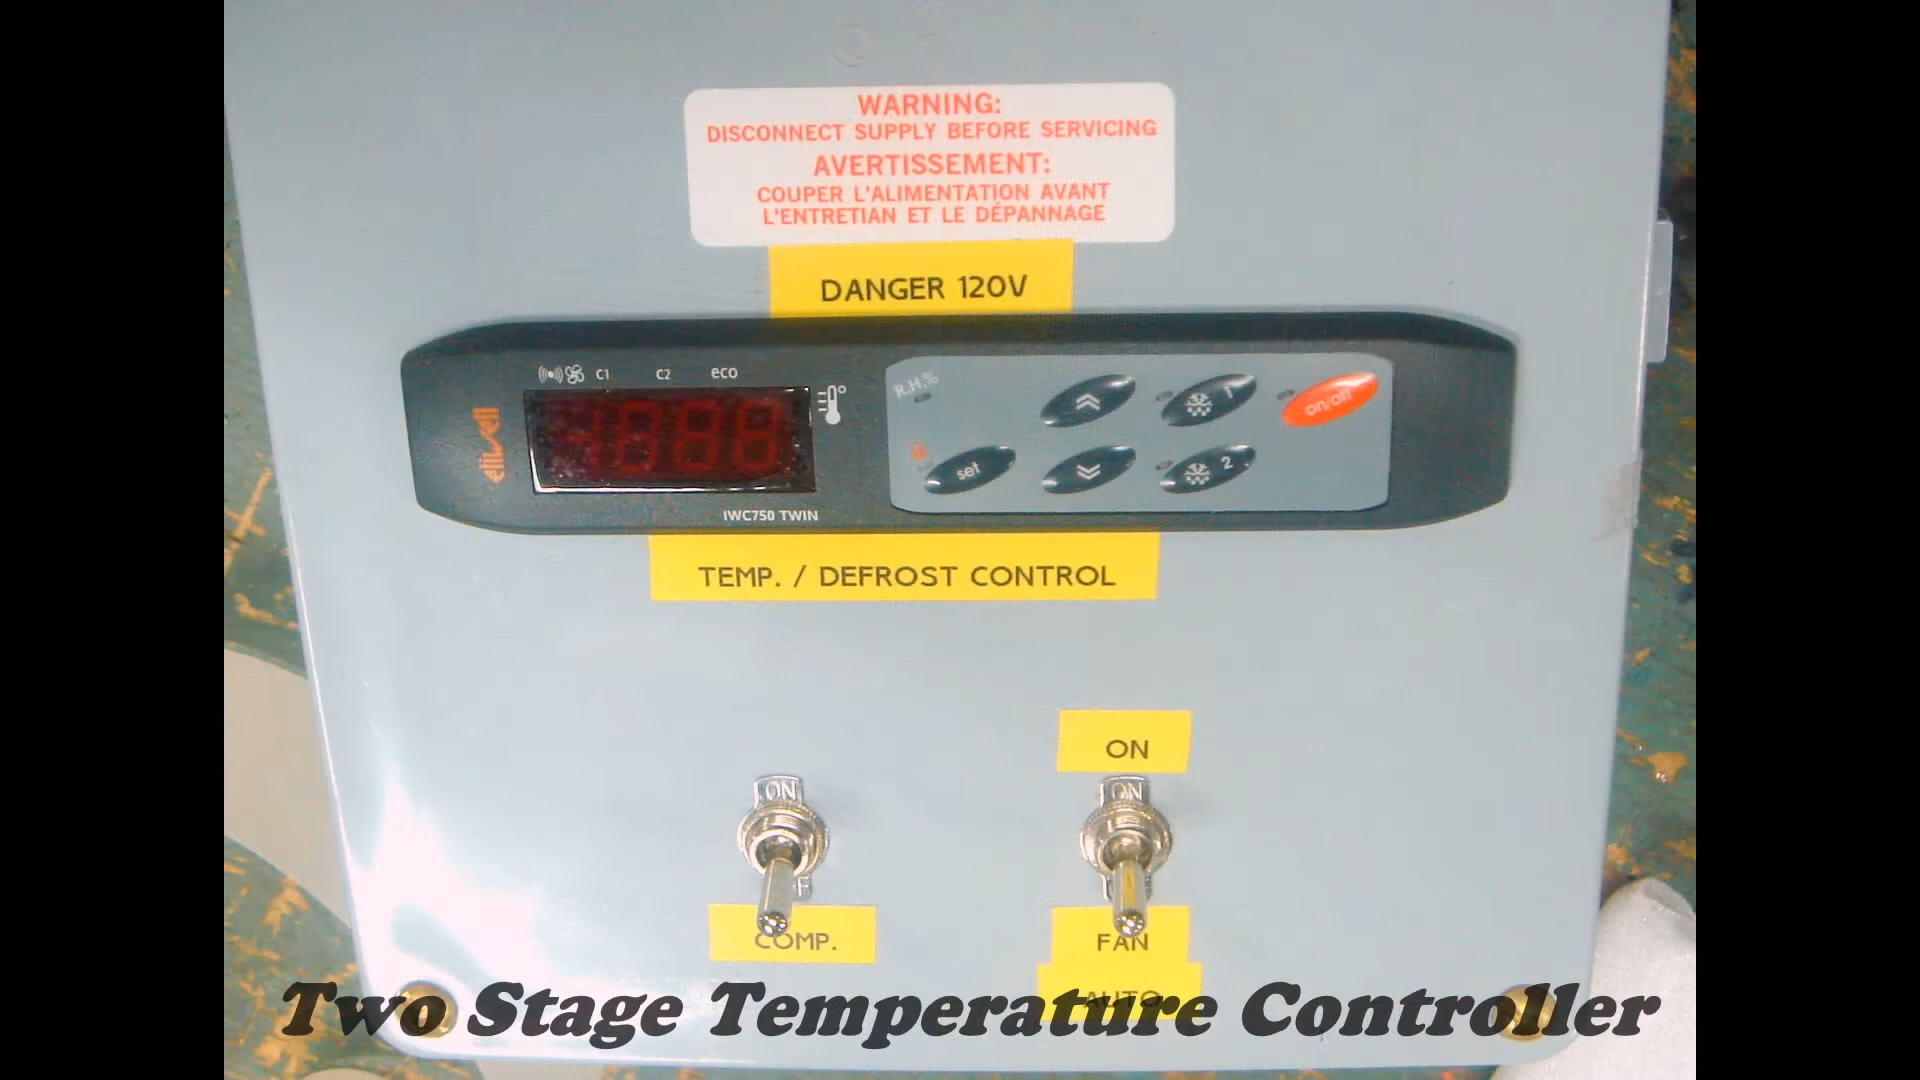 WARNING:
DISCONNECT SUPPLY BEFORE SERVICING
AVERTISSEMENT:
COUPER L'ALIMENTATION AVANT
L'ENTRETIAN ET LE DÉPANNAGE
DANGER 120V
C1 C2 eco
eliwell
R.H.%
1
on/off
set
2
IWC750 TWIN
TEMP. / DEFROST CONTROL
ON
ON
ON
COMP.
FAN
AUTO
Two Stage Temperature Controller